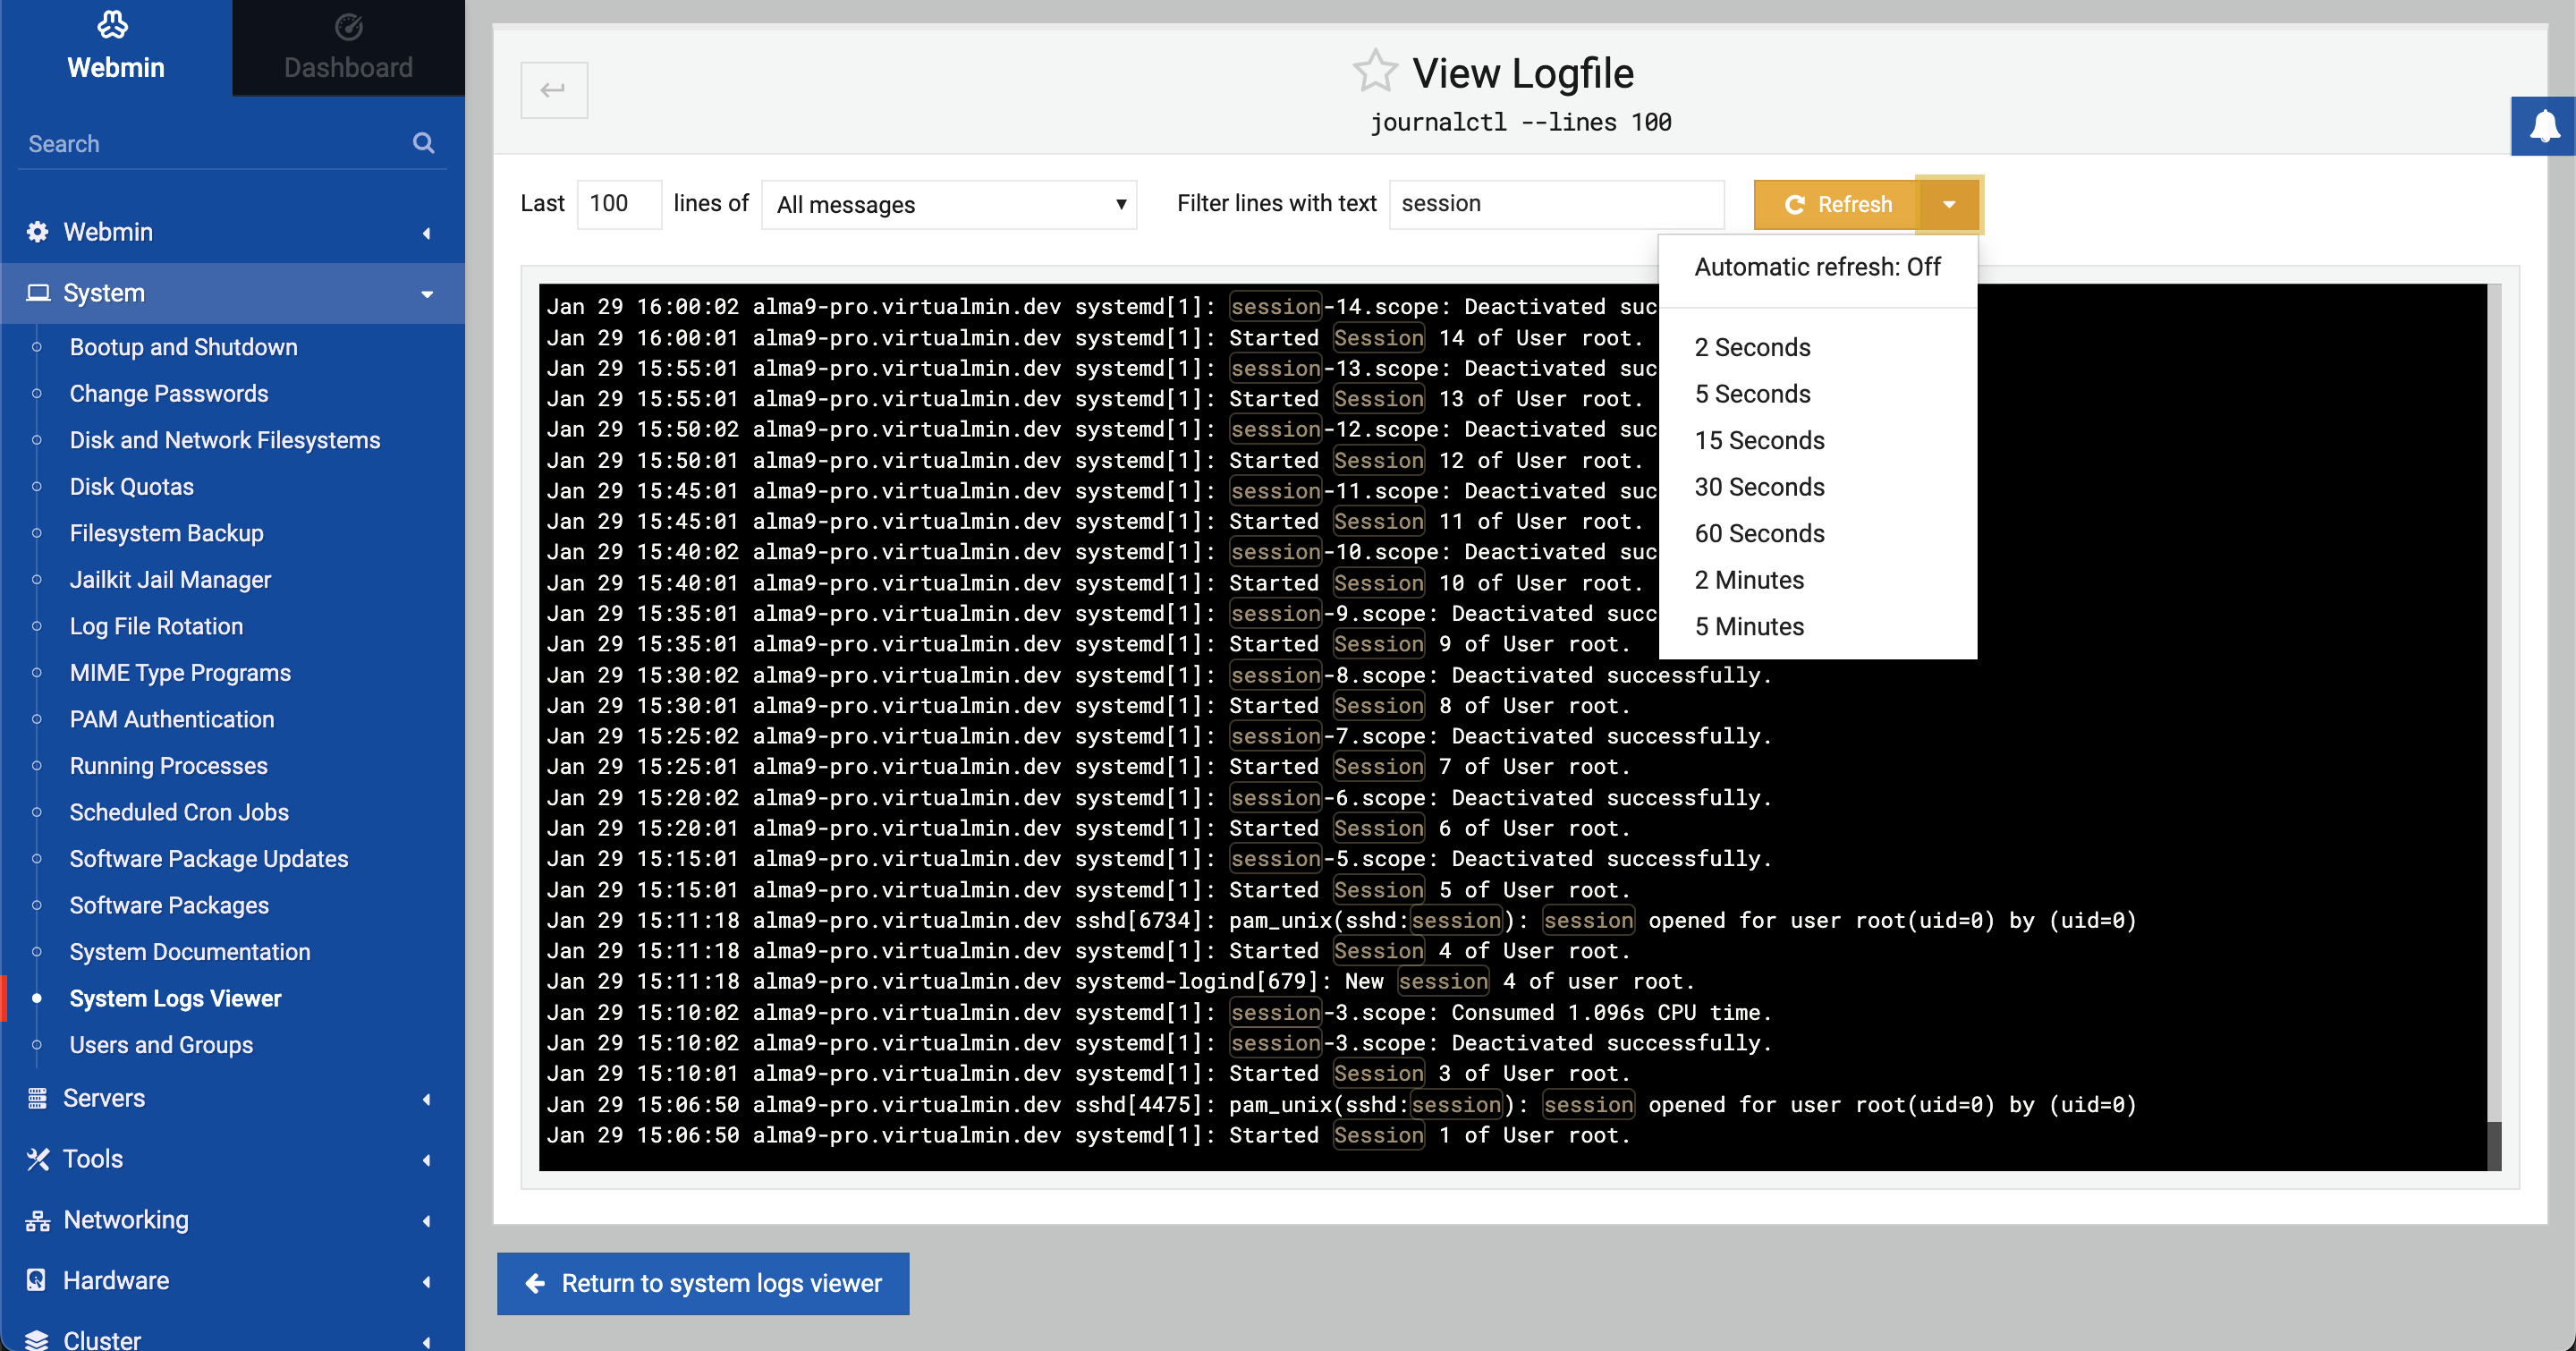 Webmin
Dashboard
Search
Webmin
System
Bootup and Shutdown
Change Passwords
Disk and Network Filesystems
Disk Quotas
Filesystem Backup
Jailkit Jail Manager
Log File Rotation
MIME Type Programs
PAM Authentication
Running Processes
Scheduled Cron Jobs
Software Package Updates
Software Packages
System Documentation
System Logs Viewer
Users and Groups
Servers
Tools
Networking
Hardware
Cluster
View Logfile
journalctl --lines 100
Last 100 lines of All messages Filter lines with text session Refresh
Automatic refresh: Off
2 Seconds
5 Seconds
15 Seconds
30 Seconds
60 Seconds
2 Minutes
5 Minutes
Jan 29 16:00:02 alma9-pro.virtualmin.dev systemd[1]: session-14.scope: Deactivated suc
Jan 29 16:00:01 alma9-pro.virtualmin.dev systemd[1]: Started Session 14 of User root.
Jan 29 15:55:01 alma9-pro.virtualmin.dev systemd[1]: session-13.scope: Deactivated suc
Jan 29 15:55:01 alma9-pro.virtualmin.dev systemd[1]: Started Session 13 of User root.
Jan 29 15:50:02 alma9-pro.virtualmin.dev systemd[1]: session-12.scope: Deactivated suc
Jan 29 15:50:01 alma9-pro.virtualmin.dev systemd[1]: Started Session 12 of User root.
Jan 29 15:45:01 alma9-pro.virtualmin.dev systemd[1]: session-11.scope: Deactivated suc
Jan 29 15:45:01 alma9-pro.virtualmin.dev systemd[1]: Started Session 11 of User root.
Jan 29 15:40:02 alma9-pro.virtualmin.dev systemd[1]: session-10.scope: Deactivated suc
Jan 29 15:40:01 alma9-pro.virtualmin.dev systemd[1]: Started Session 10 of User root.
Jan 29 15:35:01 alma9-pro.virtualmin.dev systemd[1]: session-9.scope: Deactivated succ
Jan 29 15:35:01 alma9-pro.virtualmin.dev systemd[1]: Started Session 9 of User root.
Jan 29 15:30:02 alma9-pro.virtualmin.dev systemd[1]: session-8.scope: Deactivated successfully.
Jan 29 15:30:01 alma9-pro.virtualmin.dev systemd[1]: Started Session 8 of User root.
Jan 29 15:25:02 alma9-pro.virtualmin.dev systemd[1]: session-7.scope: Deactivated successfully.
Jan 29 15:25:01 alma9-pro.virtualmin.dev systemd[1]: Started Session 7 of User root.
Jan 29 15:20:02 alma9-pro.virtualmin.dev systemd[1]: session-6.scope: Deactivated successfully.
Jan 29 15:20:01 alma9-pro.virtualmin.dev systemd[1]: Started Session 6 of User root.
Jan 29 15:15:01 alma9-pro.virtualmin.dev systemd[1]: session-5.scope: Deactivated successfully.
Jan 29 15:15:01 alma9-pro.virtualmin.dev systemd[1]: Started Session 5 of User root.
Jan 29 15:11:18 alma9-pro.virtualmin.dev sshd[6734]: pam_unix(sshd:session): session opened for user root(uid=0) by (uid=0)
Jan 29 15:11:18 alma9-pro.virtualmin.dev systemd[1]: Started Session 4 of User root.
Jan 29 15:11:18 alma9-pro.virtualmin.dev systemd-logind[679]: New session 4 of user root.
Jan 29 15:10:02 alma9-pro.virtualmin.dev systemd[1]: session-3.scope: Consumed 1.096s CPU time.
Jan 29 15:10:02 alma9-pro.virtualmin.dev systemd[1]: session-3.scope: Deactivated successfully.
Jan 29 15:10:01 alma9-pro.virtualmin.dev systemd[1]: Started Session 3 of User root.
Jan 29 15:06:50 alma9-pro.virtualmin.dev sshd[4475]: pam_unix(sshd:session): session opened for user root(uid=0) by (uid=0)
Jan 29 15:06:50 alma9-pro.virtualmin.dev systemd[1]: Started Session 1 of User root.
Return to system logs viewer